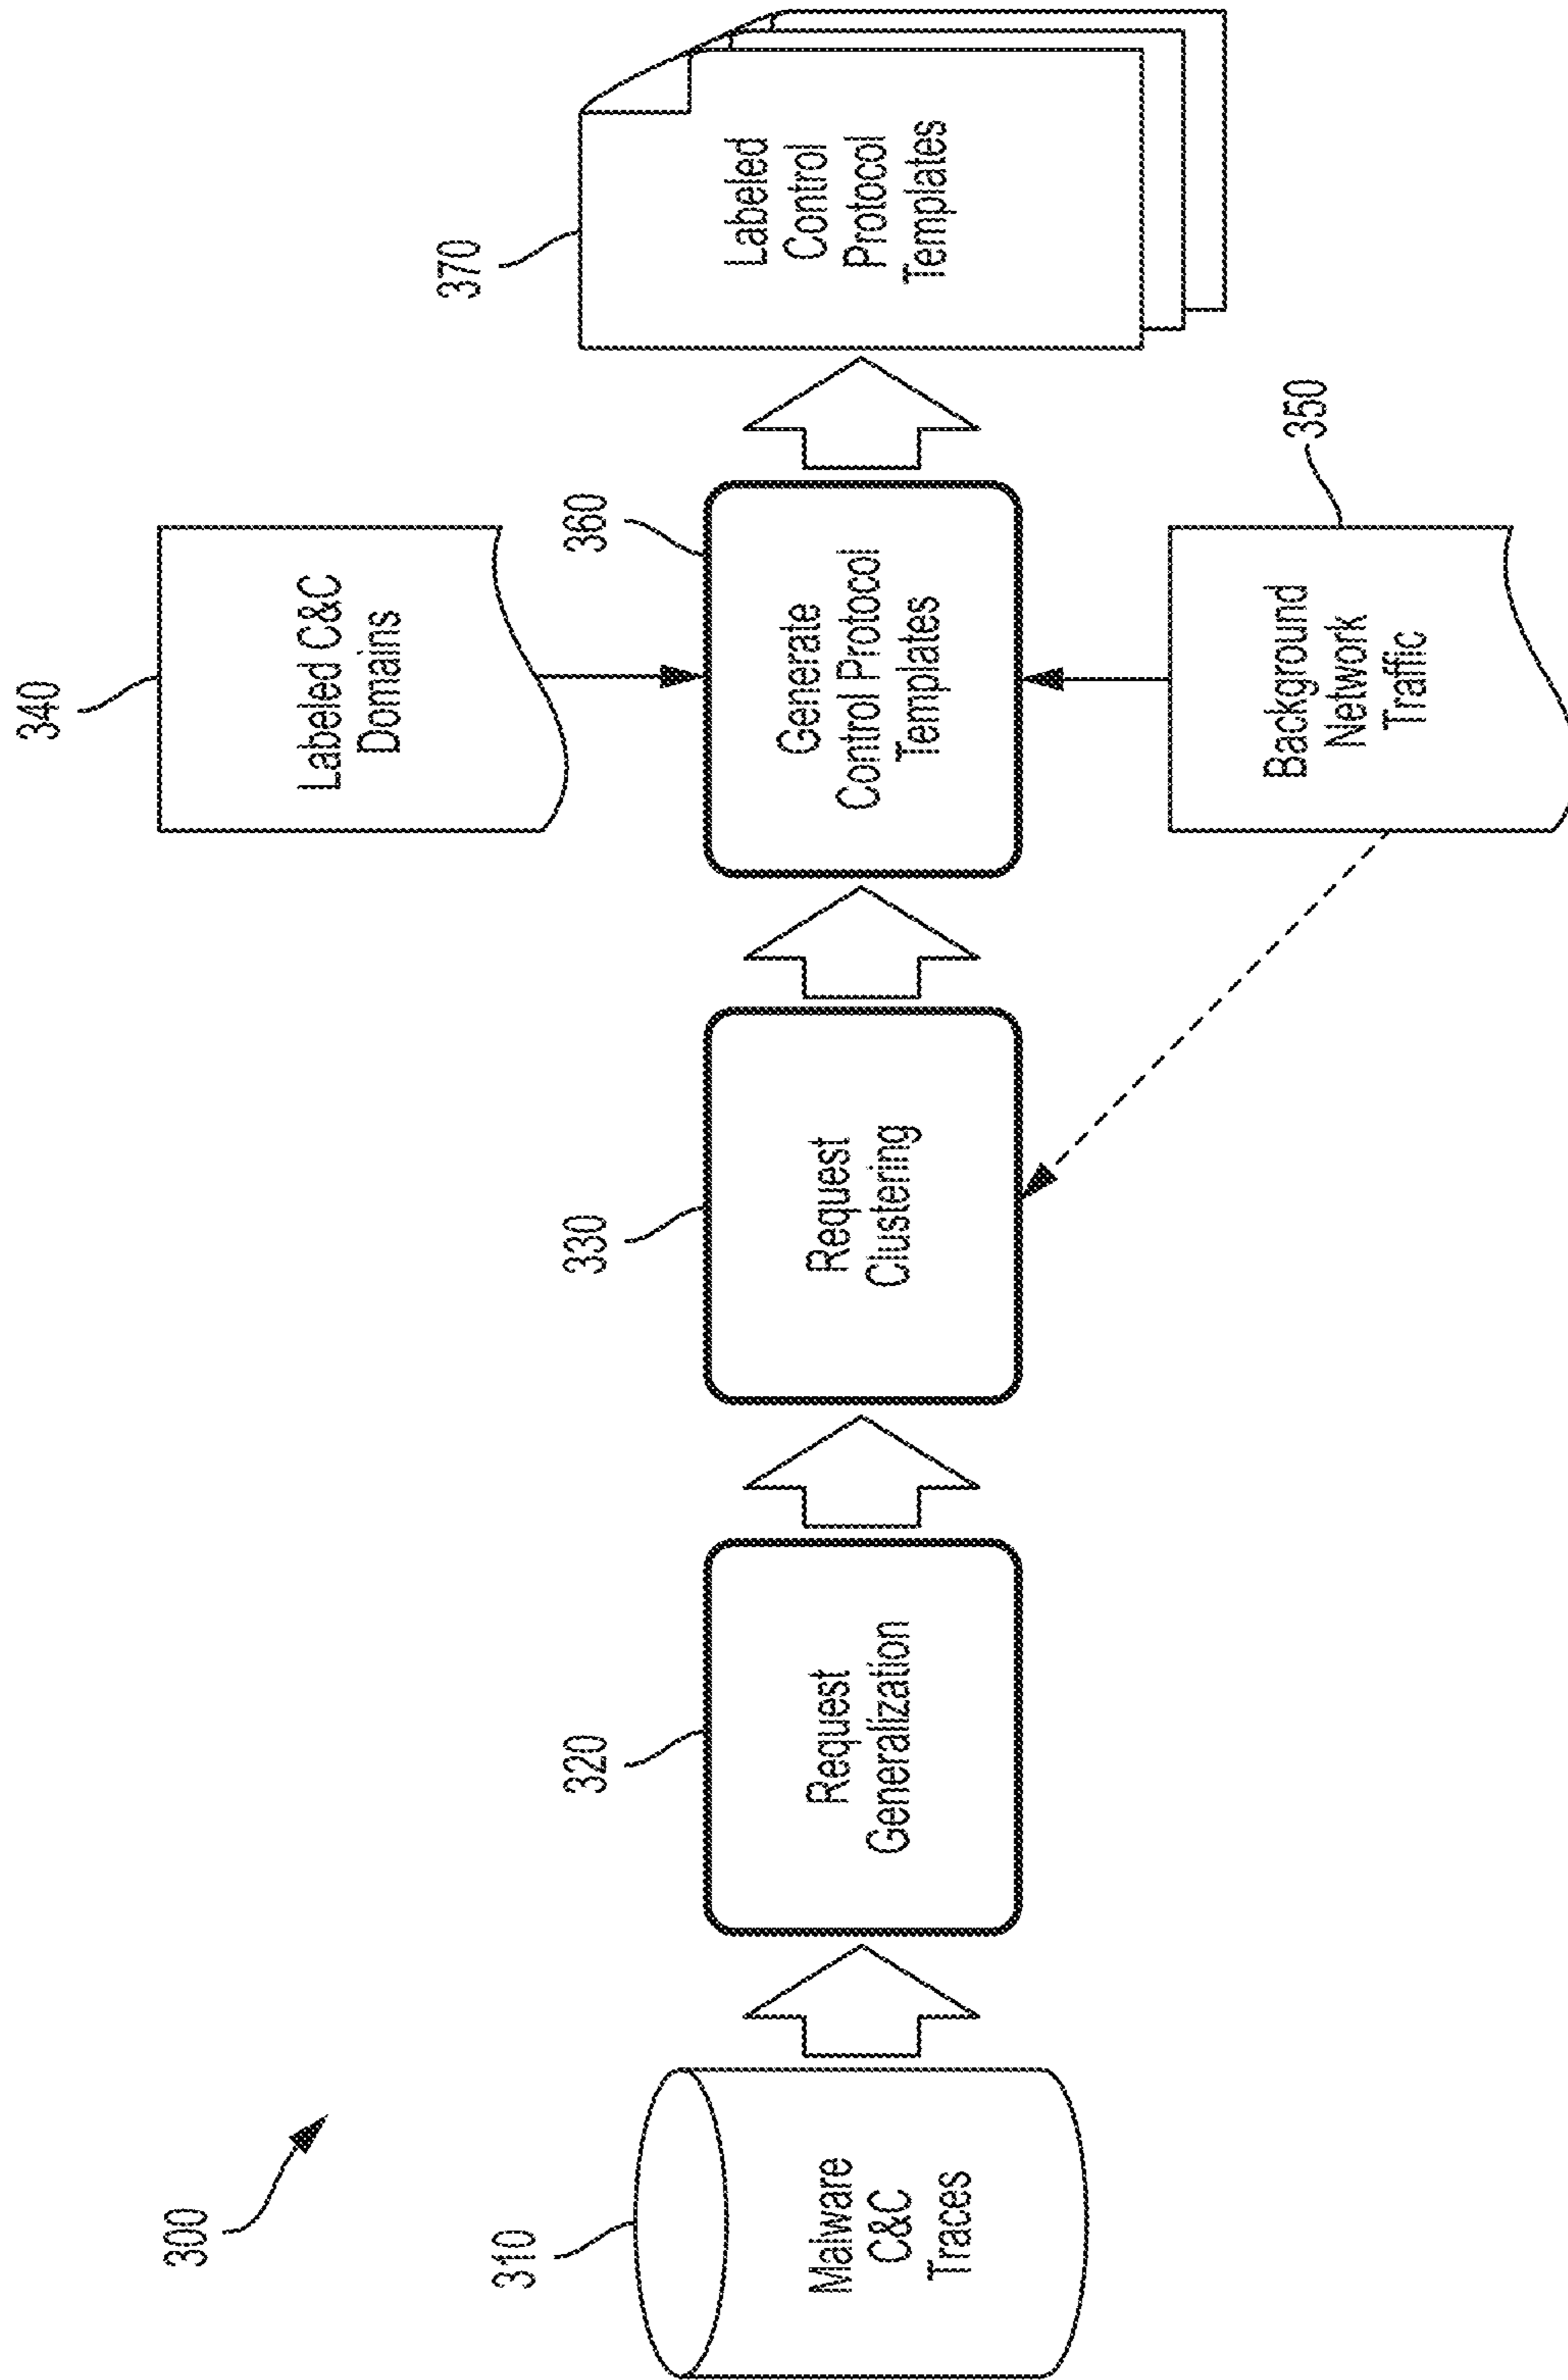 300
310
Malware
C&C
Traces
320
Request
Generalization
330
Request
Clustering
340
Labeled C&C
Domains
350
Background
Network
Traffic
360
Generate
Control Protocol
Templates
370
Labeled
Control
Protocol
Templates